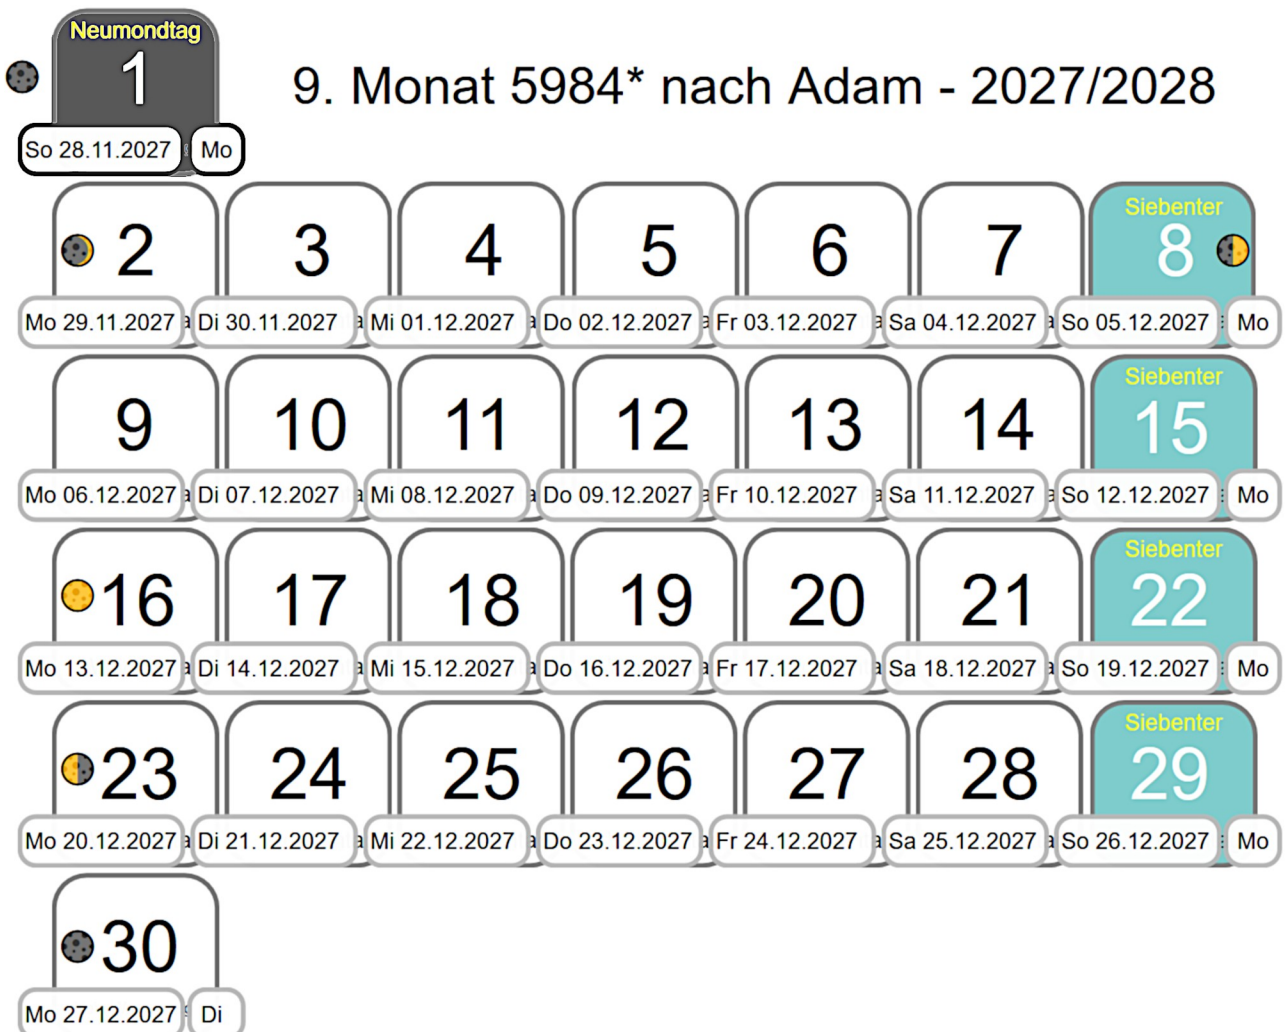 Neumondtag
1
9. Monat 5984* nach Adam - 2027/2028
So 28.11.2027 Mo
Siebenter
2 3 4 5 6 7 8
Mo 29.11.2027 Di 30.11.2027 Mi 01.12.2027 Do 02.12.2027 Fr 03.12.2027 Sa 04.12.2027 So 05.12.2027 Mo
Siebenter
9 10 11 12 13 14 15
Mo 06.12.2027 Di 07.12.2027 Mi 08.12.2027 Do 09.12.2027 Fr 10.12.2027 Sa 11.12.2027 So 12.12.2027 Mo
Siebenter
16 17 18 19 20 21 22
Mo 13.12.2027 Di 14.12.2027 Mi 15.12.2027 Do 16.12.2027 Fr 17.12.2027 Sa 18.12.2027 So 19.12.2027 Mo
Siebenter
23 24 25 26 27 28 29
Mo 20.12.2027 Di 21.12.2027 Mi 22.12.2027 Do 23.12.2027 Fr 24.12.2027 Sa 25.12.2027 So 26.12.2027 Mo
30
Mo 27.12.2027 Di